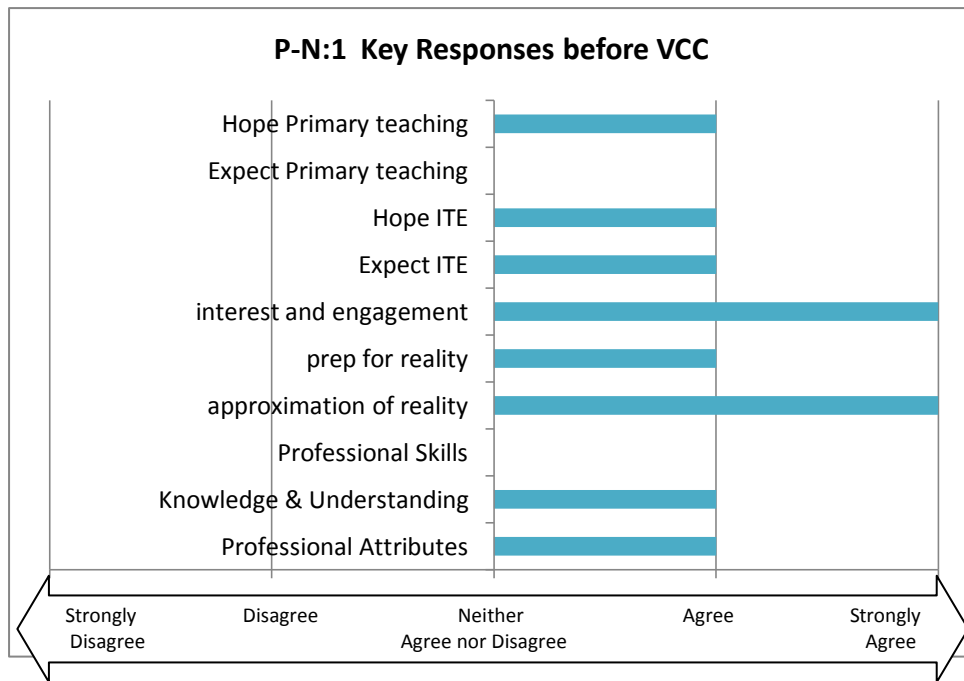 P-N:1  Key Responses before VCC
Hope Primary teaching
Expect Primary teaching
Hope ITE
Expect ITE
interest and engagement
prep for reality
approximation of reality
Professional Skills
Knowledge & Understanding
Professional Attributes
Strongly Disagree Neither Agree Strongly
Disagree Agree nor Disagree Agree